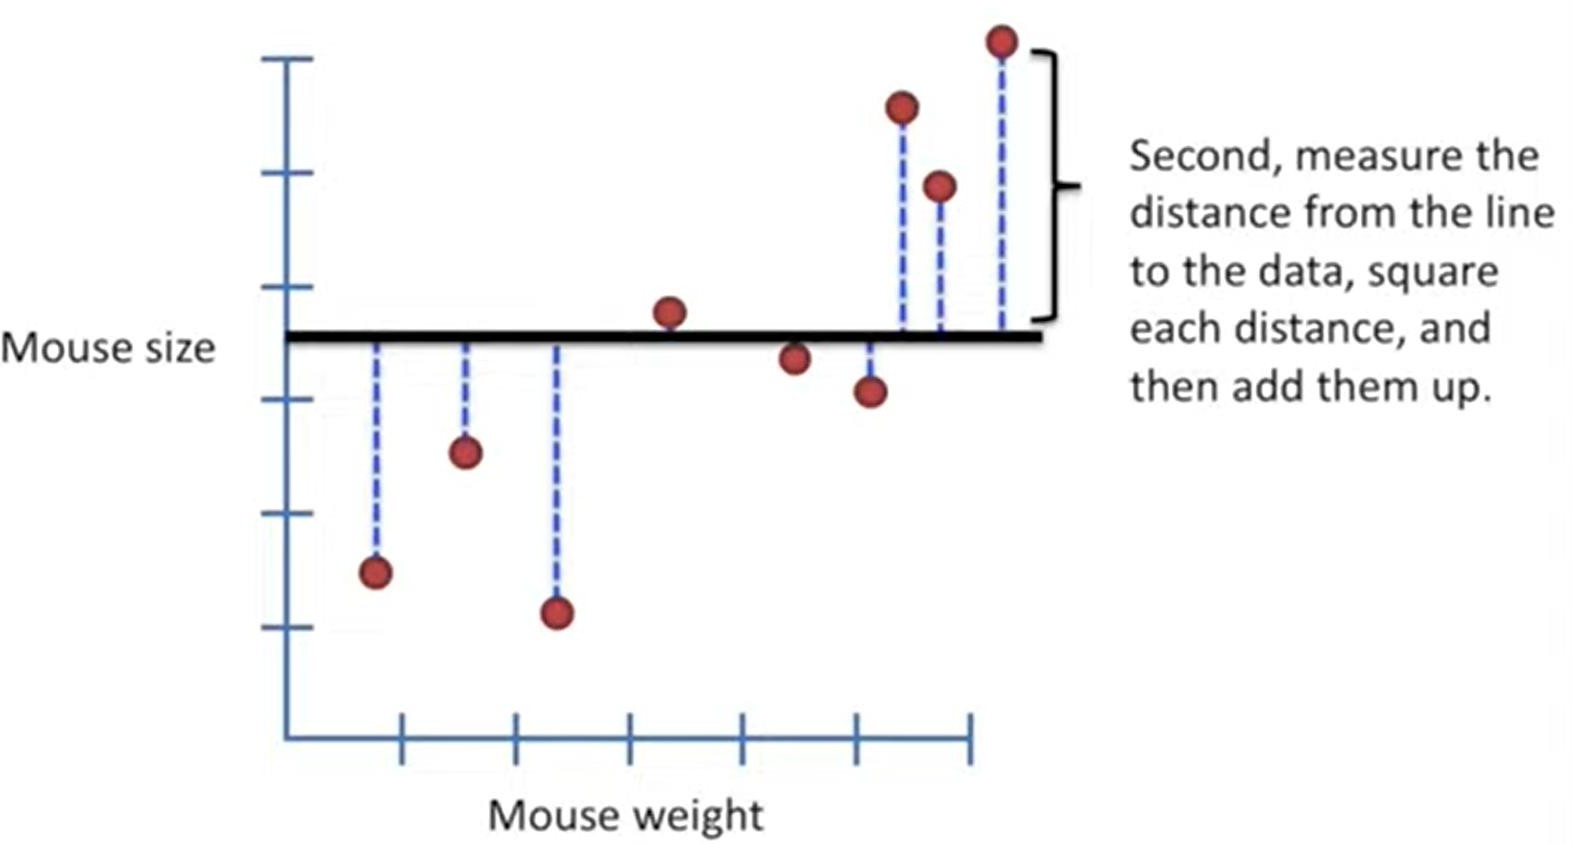 Second, measure the
distance from the line
to the data, square
each distance, and
then add them up.
Mouse size
Mouse weight